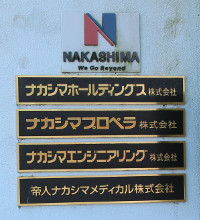 N
NAKASHIMA
We Go Beyond
ナカシマホールディングス株式会社
ナカシマプロペラ株式会社
ナカシマエンジニアリング株式会社
帝人ナカシマメディカル株式会社